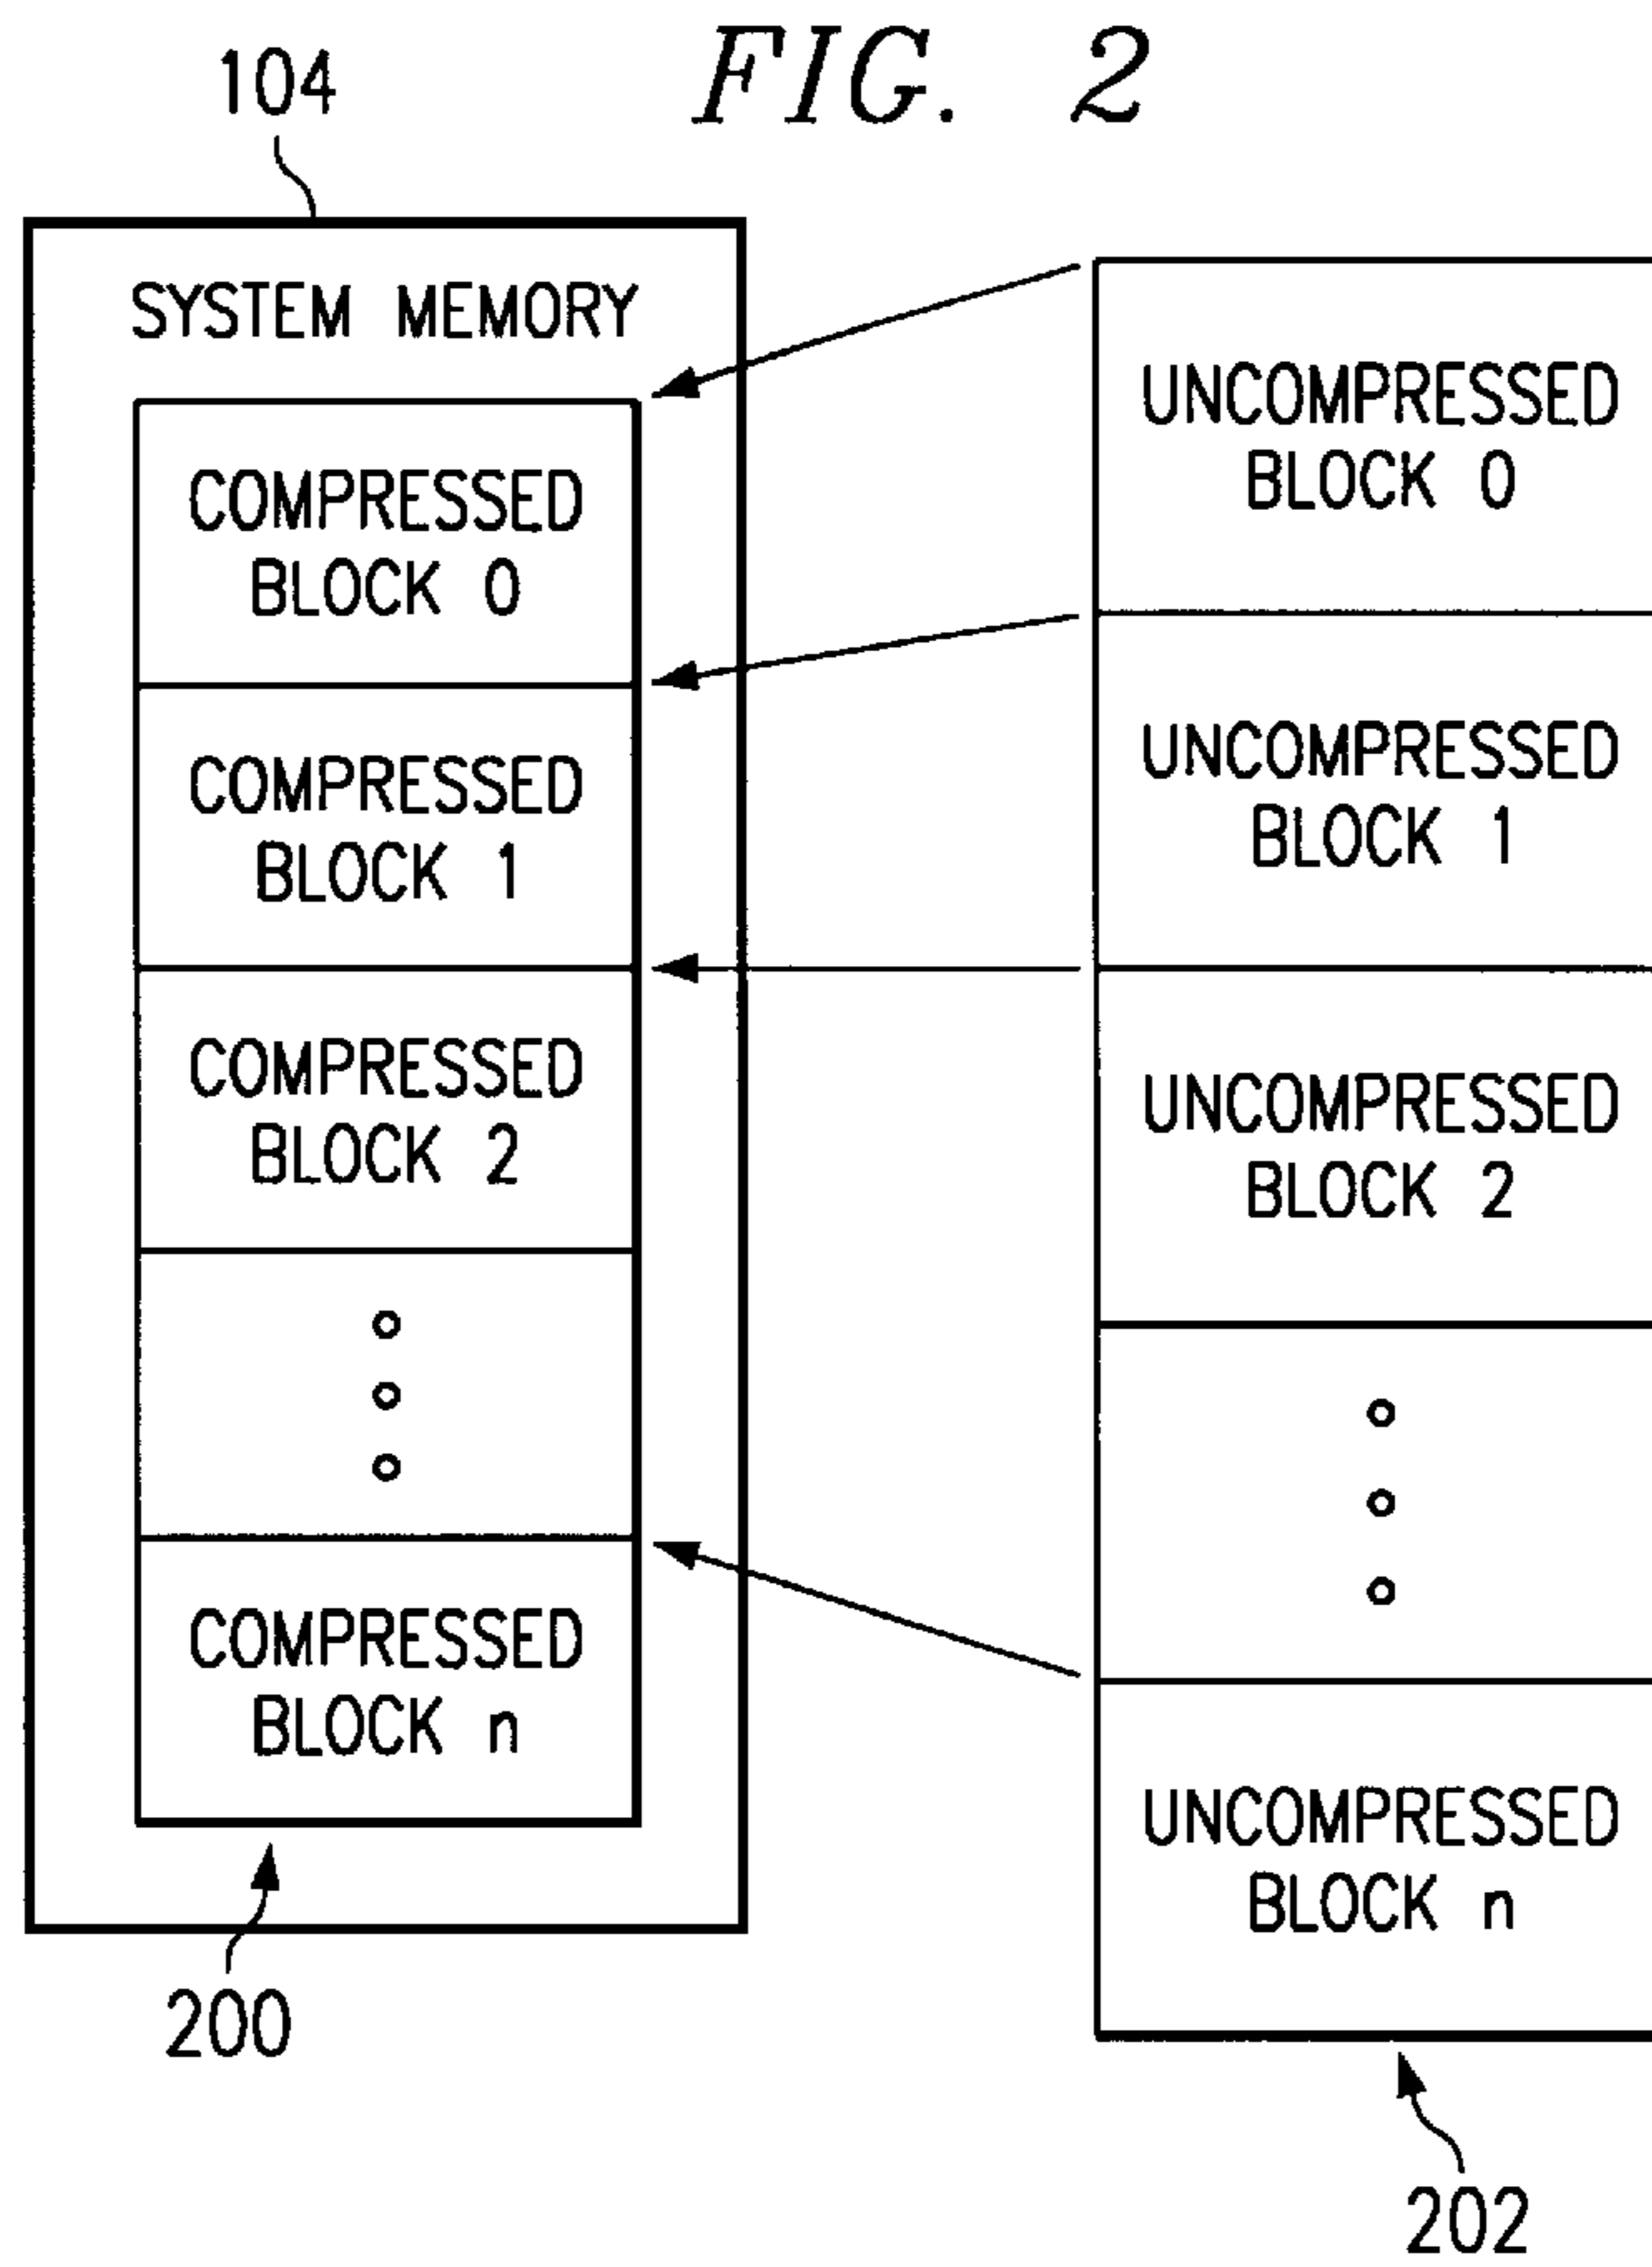 FIG. 2
104
SYSTEM MEMORY
COMPRESSED
BLOCK 0
COMPRESSED
BLOCK 1
COMPRESSED
BLOCK 2
COMPRESSED
BLOCK n
200
UNCOMPRESSED
BLOCK 0
UNCOMPRESSED
BLOCK 1
UNCOMPRESSED
BLOCK 2
UNCOMPRESSED
BLOCK n
202